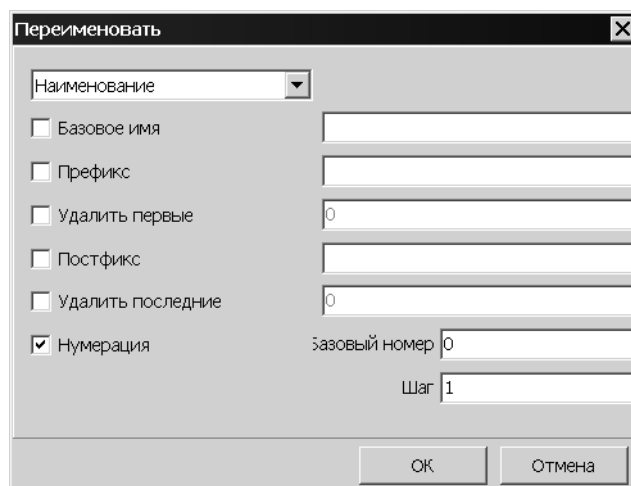 Переименовать
Наименование
Базовое имя
Префикс
Удалить первые 0
Постфикс
Удалить последние 0
Нумерация Базовый номер 0
Шаг 1
ОК Отмена